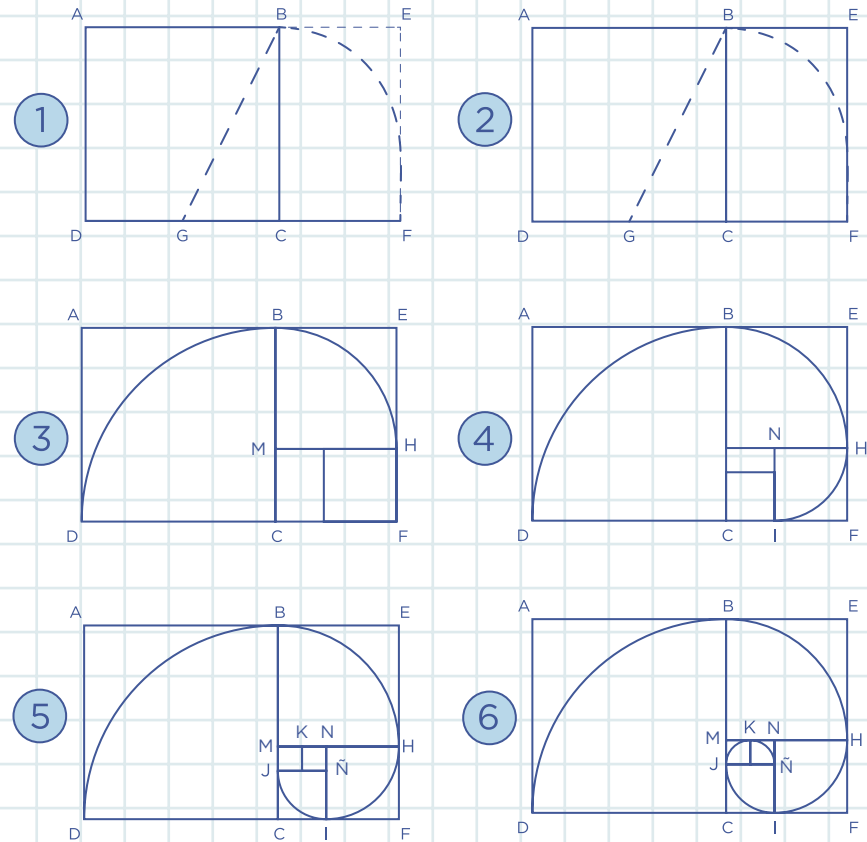 A B E
1
D G C F
A B E
2
D G C F
A B E
3
M H
D C F
A B E
4
N
H
D C I F
A B E
5
M K N H
J Ñ
D C I F
A B E
6
M K N H
J Ñ
D C I F